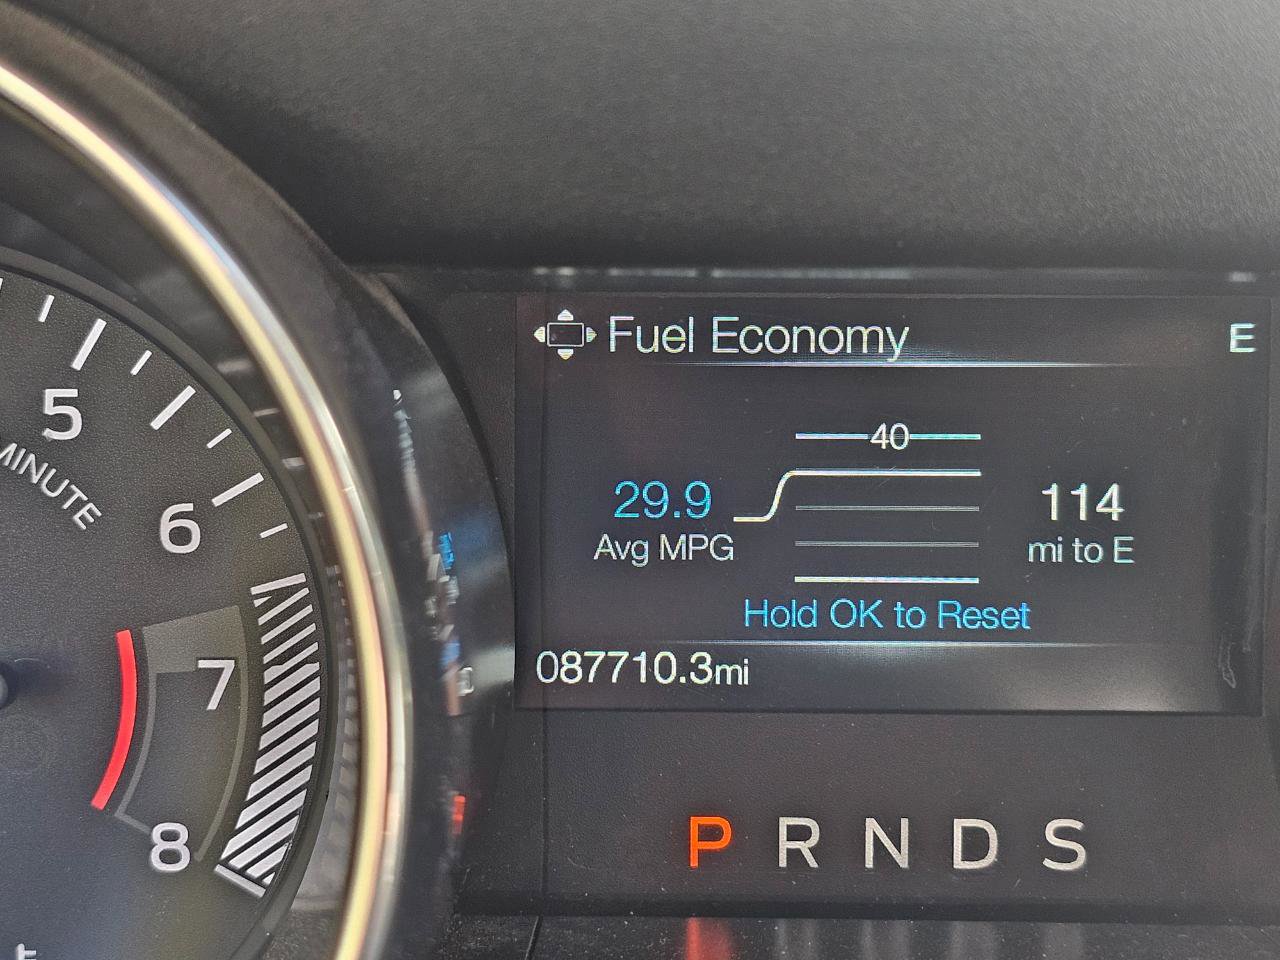 5
MINUTE
6
7
8
Fuel Economy
E
40
29.9
Avg MPG
114
mi to E
Hold OK to Reset
087710.3mi
P R N D S